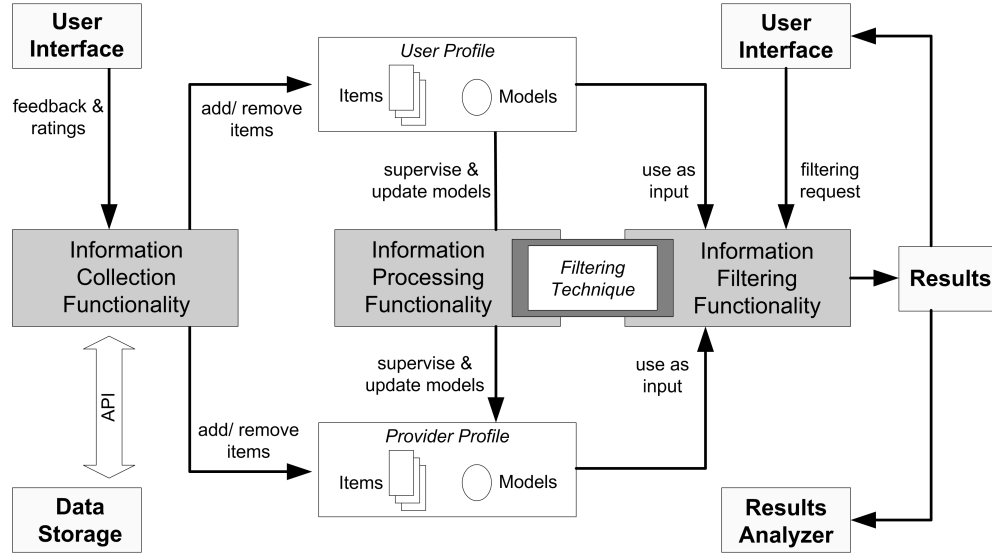 User
Interface
feedback &
ratings
Information
Collection
Functionality
API
Data
Storage
add/ remove
items
add/ remove
items
User Profile
Items
Models
supervise &
update models
Information
Processing
Functionality
supervise &
update models
Provider Profile
Items
Models
Filtering
Technique
use as
input
User
Interface
filtering
request
Information
Filtering
Functionality
use as
input
Results
Results
Analyzer